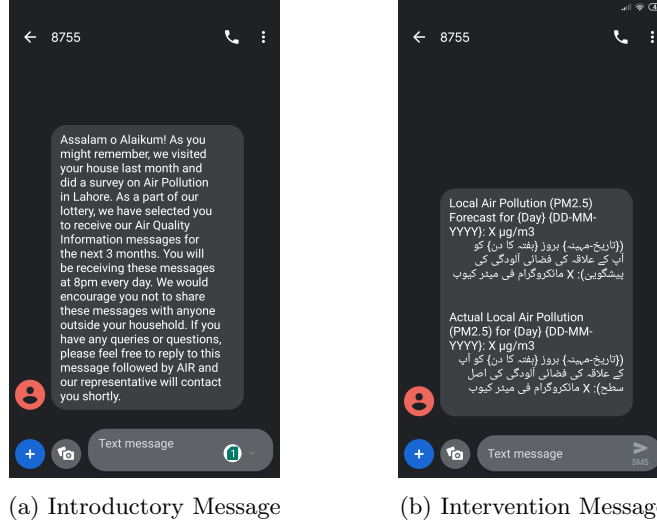 8755
Assalam o Alaikum! As you
might remember, we visited
your house last month and
did a survey on Air Pollution
in Lahore. As a part of our
lottery, we have selected you
to receive our Air Quality
Information messages for
the next 3 months. You will
be receiving these messages
at 8pm every day. We would
encourage you not to share
these messages with anyone
outside your household. If you
have any queries or questions,
please feel free to reply to this
message followed by AIR and
our representative will contact
you shortly.
Text message
1
(a) Introductory Message
8755
Local Air Pollution (PM2.5)
Forecast for {Day} {DD-MM-
YYYY}: X µg/m3
({تاریخ-مہینہ} بروز {ہفتہ کا دن} کو
آپ کے علاقہ کی فضائی آلودگی کی
پیشگویئ): X مائکروگرام فی میٹر کیوب
Actual Local Air Pollution
(PM2.5) for {Day} {DD-MM-
YYYY}: X µg/m3
({تاریخ-مہینہ} بروز {ہفتہ کا دن} کو آپ
کے علاقہ کی فضائی آلودگی کی اصل
سطح): X مائکروگرام فی میٹر کیوب
Text message
SMS
(b) Intervention Message